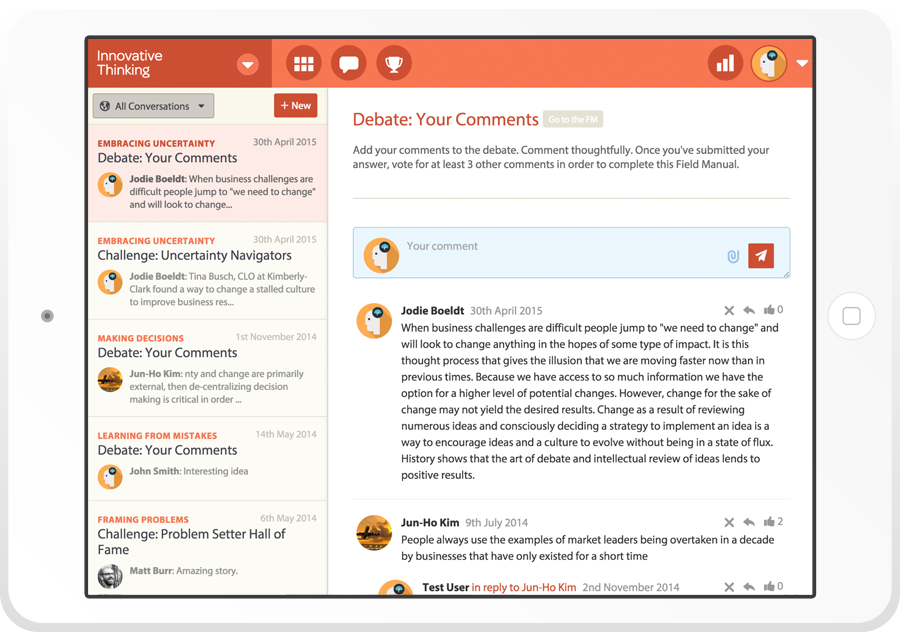 Innovative
Thinking
All Conversations
+ New
EMBRACING UNCERTAINTY
30th April 2015
Debate: Your Comments
Jodie Boeldt: When business challenges are
difficult people jump to "we need to change"
and will look to change...
EMBRACING UNCERTAINTY
30th April 2015
Challenge: Uncertainty Navigators
Jodie Boeldt: Tina Busch, CLO at Kimberly-
Clark found a way to change a stalled culture
to improve business res...
MAKING DECISIONS
1st November 2014
Debate: Your Comments
Jun-Ho Kim: nty and change are primarily
external, then de-centralizing decision
making is critical in order ...
LEARNING FROM MISTAKES
14th May 2014
Debate: Your Comments
John Smith: Interesting idea
FRAMING PROBLEMS
6th May 2014
Challenge: Problem Setter Hall of
Fame
Matt Burr: Amazing story.
Debate: Your Comments
Go to the FM
Add your comments to the debate. Comment thoughtfully. Once you've submitted your
answer, vote for at least 3 other comments in order to complete this Field Manual.
Your comment
Jodie Boeldt 30th April 2015
0
When business challenges are difficult people jump to "we need to change" and
will look to change anything in the hopes of some type of impact. It is this
thought process that gives the illusion that we are moving faster now than in
previous times. Because we have access to so much information we have the
option for a higher level of potential changes. However, change for the sake of
change may not yield the desired results. Change as a result of reviewing
numerous ideas and consciously deciding a strategy to implement an idea is a
way to encourage ideas and a culture to evolve without being in a state of flux.
History shows that the art of debate and intellectual review of ideas lends to
positive results.
Jun-Ho Kim 9th July 2014
2
People always use the examples of market leaders being overtaken in a decade
by businesses that have only existed for a short time
Test User in reply to Jun-Ho Kim 2nd November 2014
0